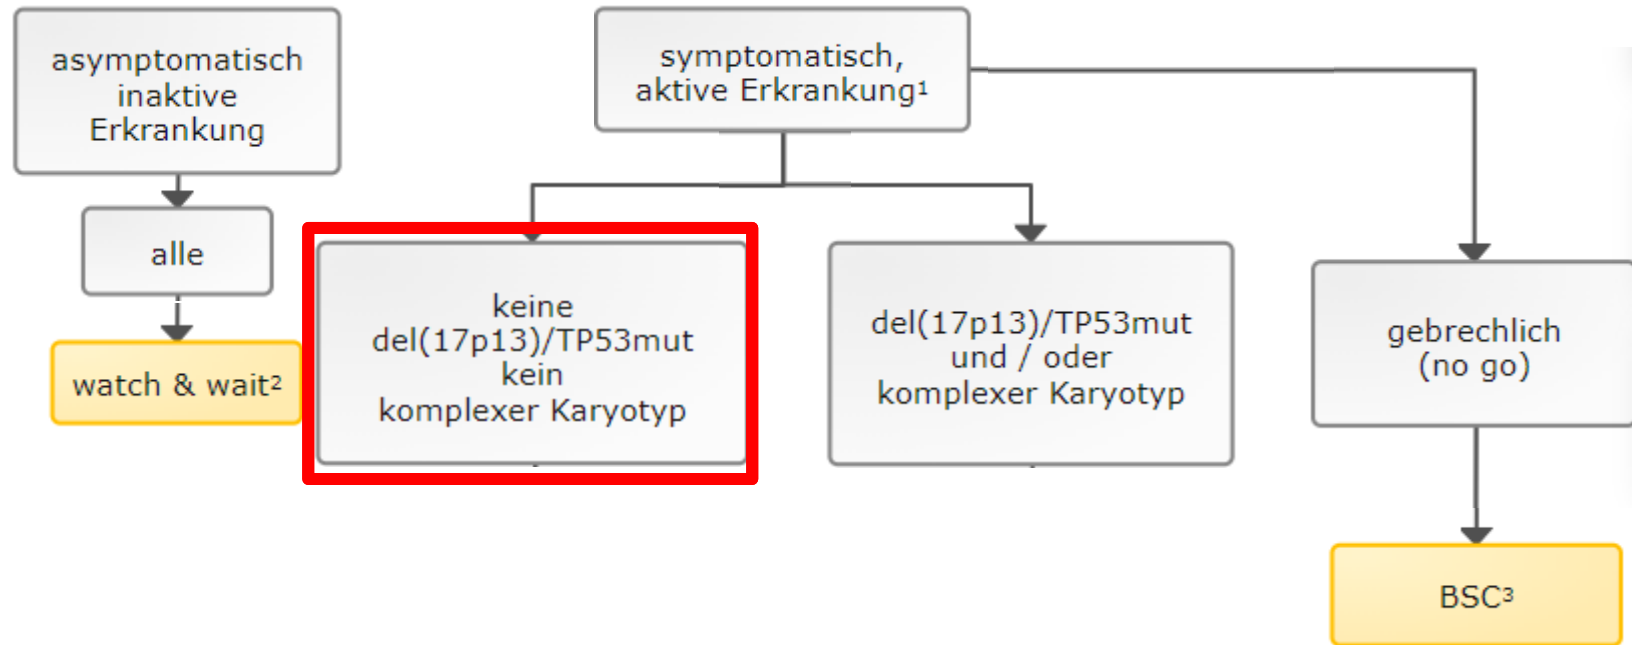 asymptomatisch
inaktive
Erkrankung
symptomatisch,
aktive Erkrankung¹
alle
watch & wait²
keine
del(17p13)/TP53mut
kein
komplexer Karyotyp
del(17p13)/TP53mut
und / oder
komplexer Karyotyp
gebrechlich
(no go)
BSC³